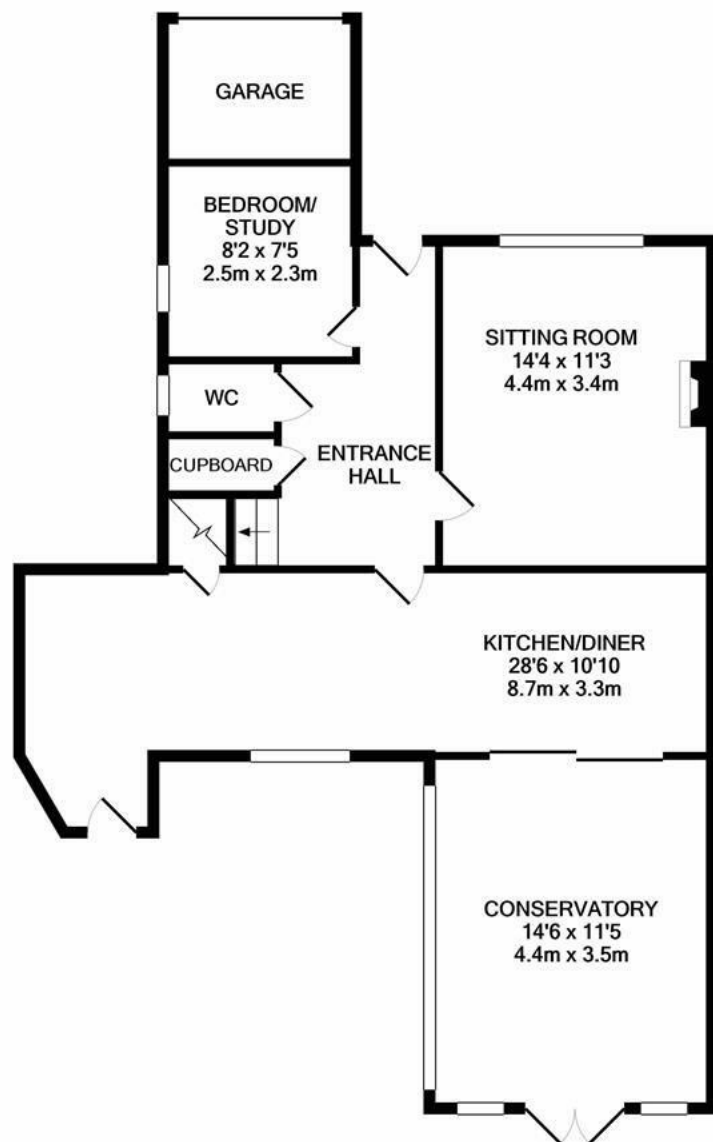 GARAGE
BEDROOM/
STUDY
8'2 x 7'5
2.5m x 2.3m
SITTING ROOM
14'4 x 11'3
4.4m x 3.4m
WC
CUPBOARD
ENTRANCE
HALL
KITCHEN/DINER
28'6 x 10'10
8.7m x 3.3m
CONSERVATORY
14'6 x 11'5
4.4m x 3.5m